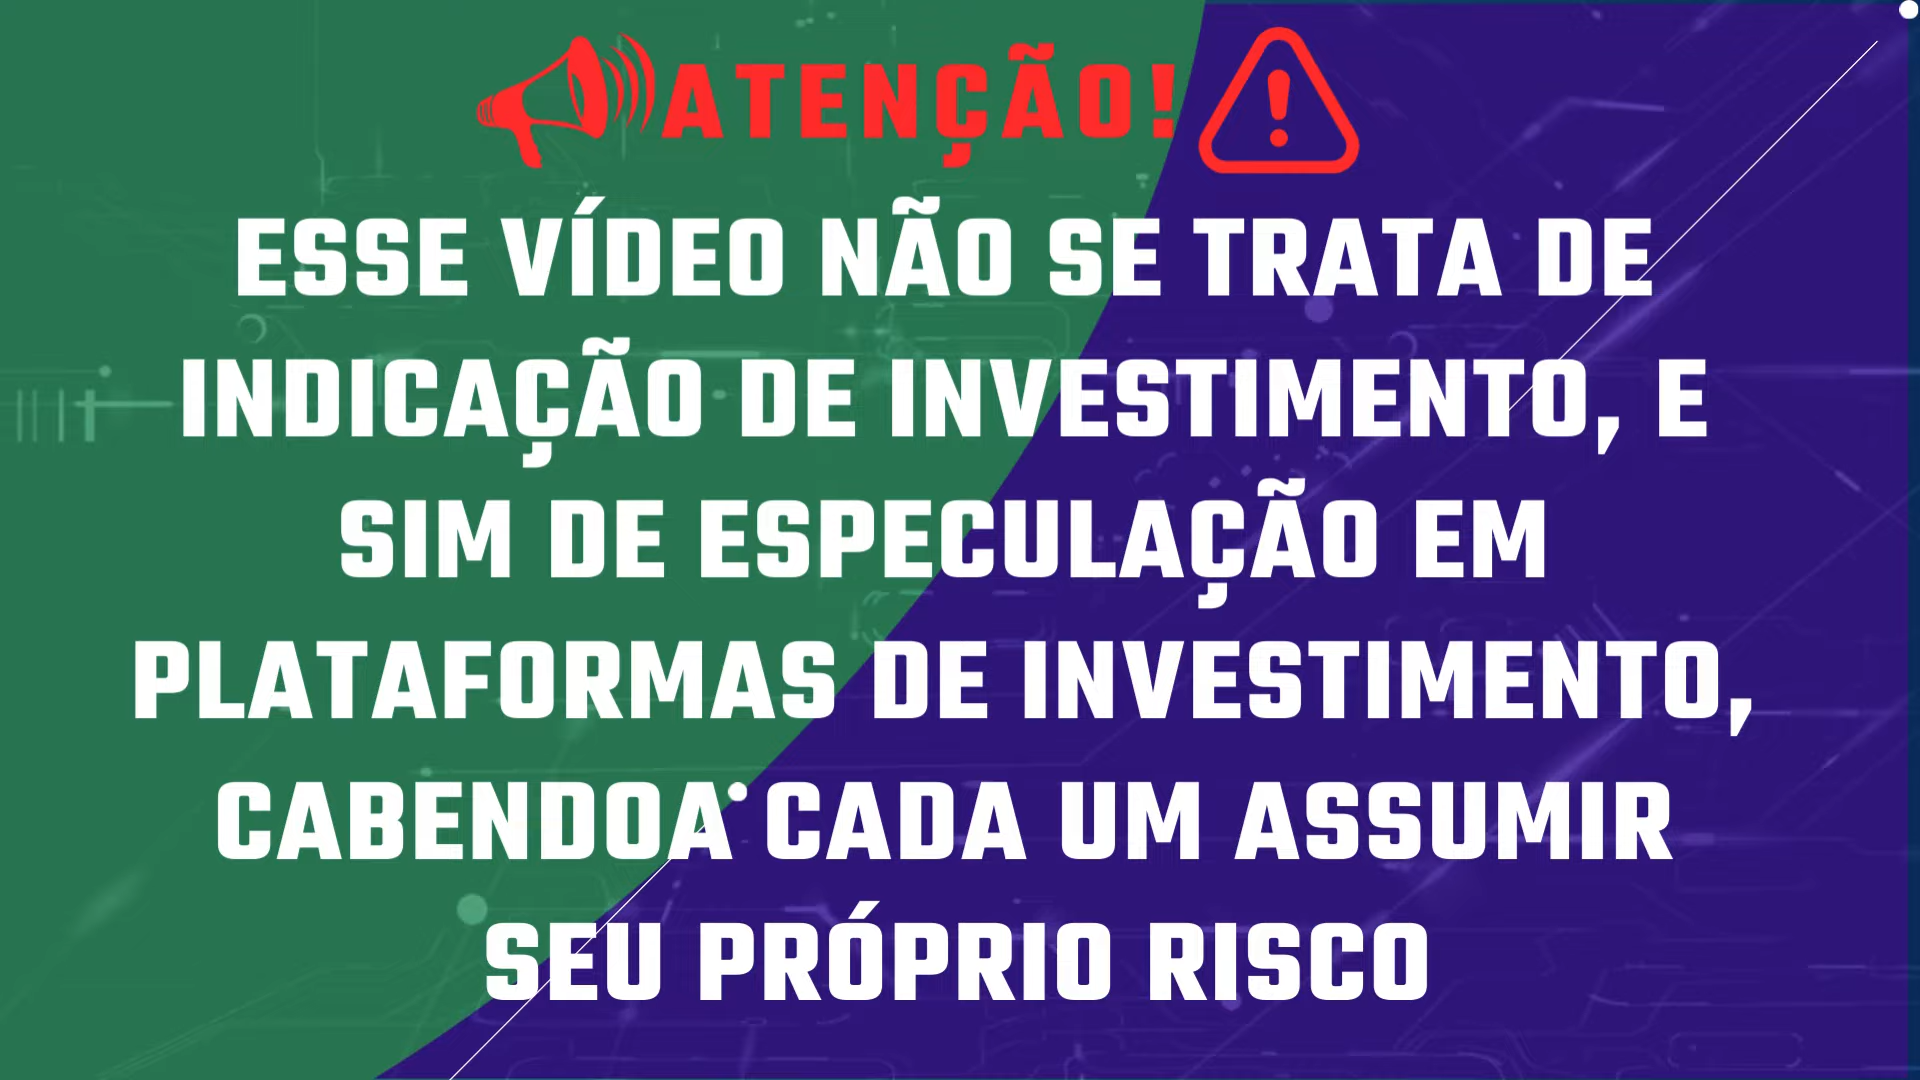 ATENÇÃO!
ESSE VÍDEO NÃO SE TRATA DE
INDICAÇÃO DE INVESTIMENTO, E
SIM DE ESPECULAÇÃO EM
PLATAFORMAS DE INVESTIMENTO,
CABENDOA CADA UM ASSUMIR
SEU PRÓPRIO RISCO